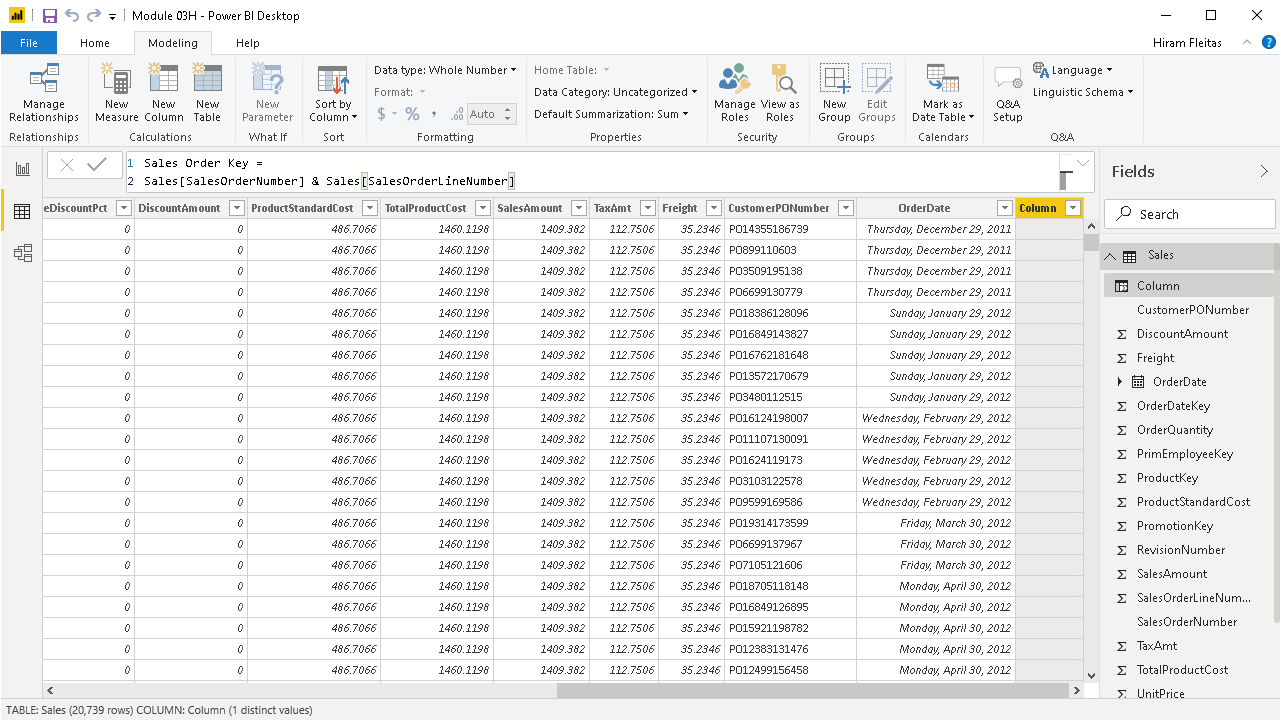 Module 03H - Power BI Desktop
File Home Modeling Help Hiram Fleitas
Manage Relationships
Relationships
New Measure
New Column
New Table
Calculations
New Parameter
What If
Sort by Column
Sort
Data type: Whole Number
Format:
$ % , .00 Auto
Formatting
Home Table:
Data Category: Uncategorized
Default Summarization: Sum
Properties
Manage Roles
View as Roles
Security
New Group
Edit Groups
Groups
Mark as Date Table
Calendars
Q&A Setup
Language
Linguistic Schema
Q&A
1 Sales Order Key =
2 Sales[SalesOrderNumber] & Sales[SalesOrderLineNumber]
eDiscountPct DiscountAmount ProductStandardCost TotalProductCost SalesAmount TaxAmt Freight CustomerPONumber OrderDate Column
0 0 486.7066 1460.1198 1409.382 112.7506 35.2346 PO14355186739 Thursday, December 29, 2011
0 0 486.7066 1460.1198 1409.382 112.7506 35.2346 PO899110603 Thursday, December 29, 2011
0 0 486.7066 1460.1198 1409.382 112.7506 35.2346 PO3509195138 Thursday, December 29, 2011
0 0 486.7066 1460.1198 1409.382 112.7506 35.2346 PO6699130779 Thursday, December 29, 2011
0 0 486.7066 1460.1198 1409.382 112.7506 35.2346 PO18386128096 Sunday, January 29, 2012
0 0 486.7066 1460.1198 1409.382 112.7506 35.2346 PO16849143827 Sunday, January 29, 2012
0 0 486.7066 1460.1198 1409.382 112.7506 35.2346 PO16762181648 Sunday, January 29, 2012
0 0 486.7066 1460.1198 1409.382 112.7506 35.2346 PO13572170679 Sunday, January 29, 2012
0 0 486.7066 1460.1198 1409.382 112.7506 35.2346 PO3480112515 Sunday, January 29, 2012
0 0 486.7066 1460.1198 1409.382 112.7506 35.2346 PO16124198007 Wednesday, February 29, 2012
0 0 486.7066 1460.1198 1409.382 112.7506 35.2346 PO11107130091 Wednesday, February 29, 2012
0 0 486.7066 1460.1198 1409.382 112.7506 35.2346 PO1624119173 Wednesday, February 29, 2012
0 0 486.7066 1460.1198 1409.382 112.7506 35.2346 PO3103122578 Wednesday, February 29, 2012
0 0 486.7066 1460.1198 1409.382 112.7506 35.2346 PO9599169586 Wednesday, February 29, 2012
0 0 486.7066 1460.1198 1409.382 112.7506 35.2346 PO19314173599 Friday, March 30, 2012
0 0 486.7066 1460.1198 1409.382 112.7506 35.2346 PO6699137967 Friday, March 30, 2012
0 0 486.7066 1460.1198 1409.382 112.7506 35.2346 PO7105121606 Friday, March 30, 2012
0 0 486.7066 1460.1198 1409.382 112.7506 35.2346 PO18705118148 Monday, April 30, 2012
0 0 486.7066 1460.1198 1409.382 112.7506 35.2346 PO16849126895 Monday, April 30, 2012
0 0 486.7066 1460.1198 1409.382 112.7506 35.2346 PO15921198782 Monday, April 30, 2012
0 0 486.7066 1460.1198 1409.382 112.7506 35.2346 PO12383131476 Monday, April 30, 2012
0 0 486.7066 1460.1198 1409.382 112.7506 35.2346 PO12499156458 Monday, April 30, 2012
Fields
Search
Sales
Column
CustomerPONumber
DiscountAmount
Freight
OrderDate
OrderDateKey
OrderQuantity
PrimEmployeeKey
ProductKey
ProductStandardCost
PromotionKey
RevisionNumber
SalesAmount
SalesOrderLineNum...
SalesOrderNumber
TaxAmt
TotalProductCost
UnitPrice
TABLE: Sales (20,739 rows) COLUMN: Column (1 distinct values)